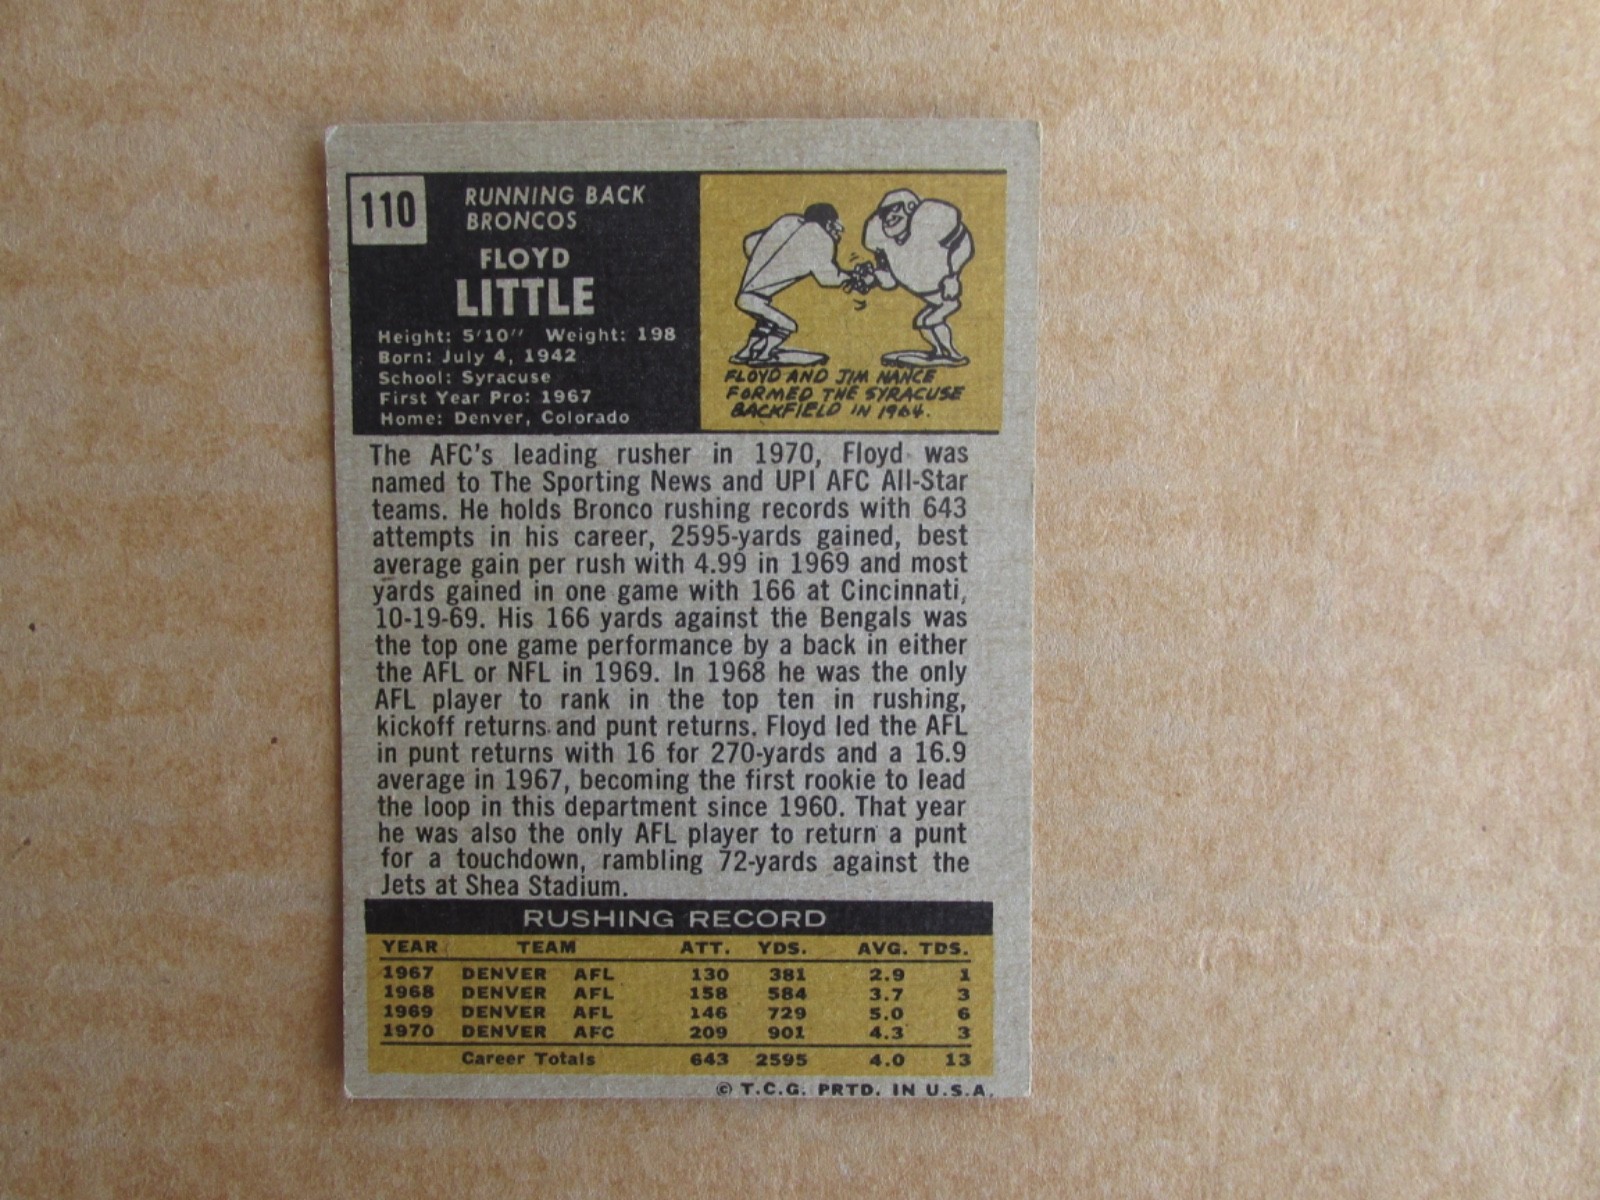 110
RUNNING BACK
BRONCOS
FLOYD
LITTLE
Height: 5'10" Weight: 198
Born: July 4, 1942
School: Syracuse
First Year Pro: 1967
Home: Denver, Colorado
FLOYD AND JIM NANCE
FORMED THE SYRACUSE
BACKFIELD IN 1964.
The AFC's leading rusher in 1970, Floyd was
named to The Sporting News and UPI AFC All-Star
teams. He holds Bronco rushing records with 643
attempts in his career, 2595-yards gained, best
average gain per rush with 4.99 in 1969 and most
yards gained in one game with 166 at Cincinnati,
10-19-69. His 166 yards against the Bengals was
the top one game performance by a back in either
the AFL or NFL in 1969. In 1968 he was the only
AFL player to rank in the top ten in rushing,
kickoff returns and punt returns. Floyd led the AFL
in punt returns with 16 for 270-yards and a 16.9
average in 1967, becoming the first rookie to lead
the loop in this department since 1960. That year
he was also the only AFL player to return a punt
for a touchdown, rambling 72-yards against the
Jets at Shea Stadium.
RUSHING RECORD
YEAR TEAM ATT. YDS. AVG. TDS.
1967 DENVER AFL 130 381 2.9 1
1968 DENVER AFL 158 584 3.7 3
1969 DENVER AFL 146 729 5.0 6
1970 DENVER AFC 209 901 4.3 3
Career Totals 643 2595 4.0 13
© T.C.G. PRTD. IN U.S.A.